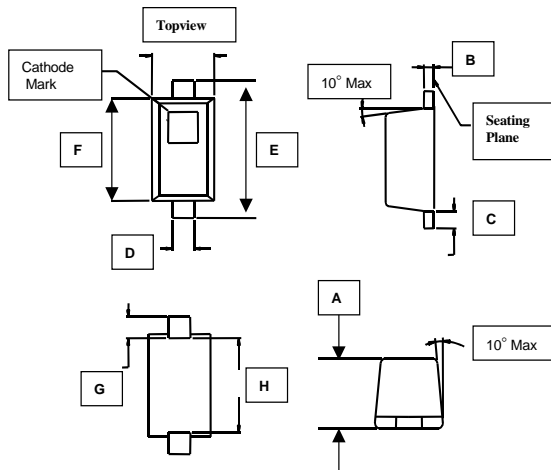 Topview
Cathode
Mark
F
E
D
B
10° Max
Seating
Plane
C
G
H
A
10° Max